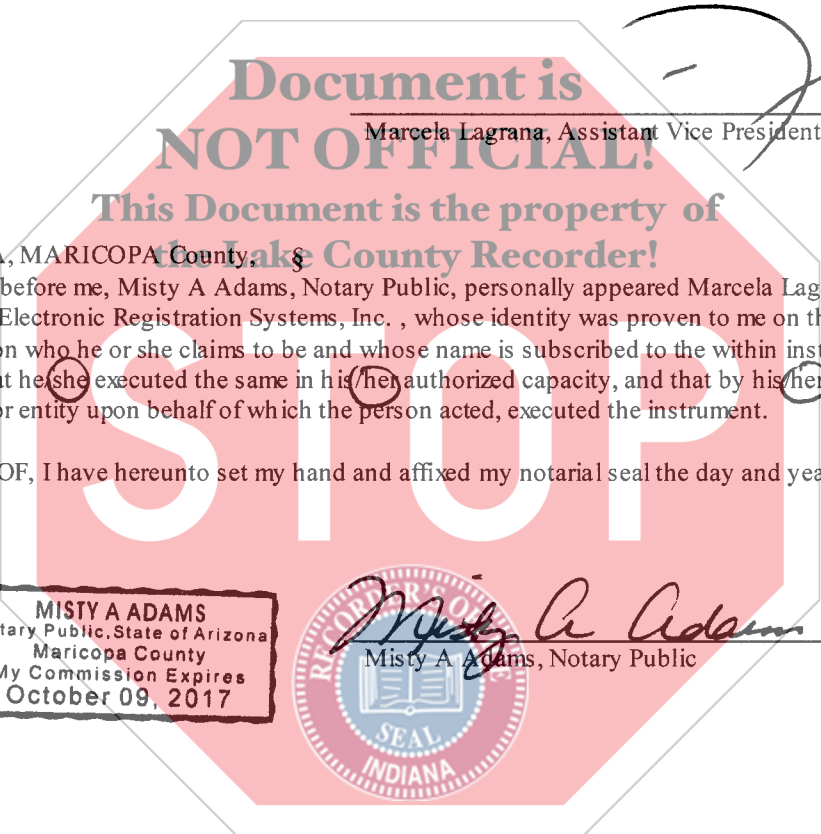 Document is
Marcela Lagrana, Assistant Vice President
NOT OFFICIAL!
This Document is the property of
, MARICOPA County, §
the Lake County Recorder!
before me, Misty A Adams, Notary Public, personally appeared Marcela Lag
Electronic Registration Systems, Inc. , whose identity was proven to me on th
on who he or she claims to be and whose name is subscribed to the within inst
he/she executed the same in his/her authorized capacity, and that by his/her
or entity upon behalf of which the person acted, executed the instrument.
STOP
OF, I have hereunto set my hand and affixed my notarial seal the day and yea
MISTY A ADAMS
tary Public, State of Arizona
Maricopa County
My Commission Expires
October 09, 2017
Misty A Adams
Misty A Adams, Notary Public
RECORDER OF
SEAL
INDIANA